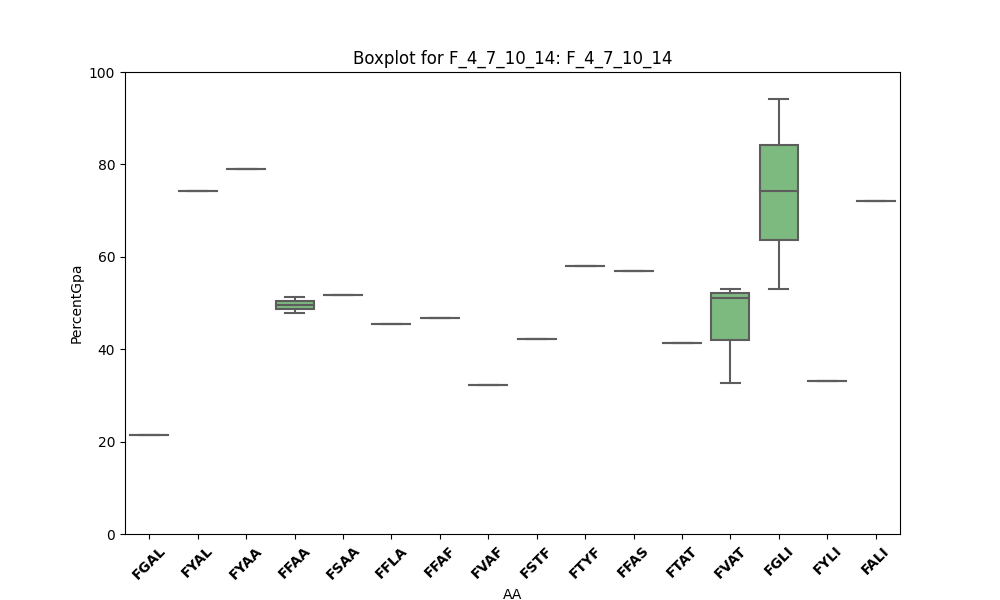 Boxplot for F_4_7_10_14: F_4_7_10_14
100
80
60
40
20
0
PercentGpa
FGAL FYAL FYAA FFAA FSAA FFLA FFAF FVAF FSTF FTYF FFAS FTAT FVAT FGLI FYLI FALI
AA